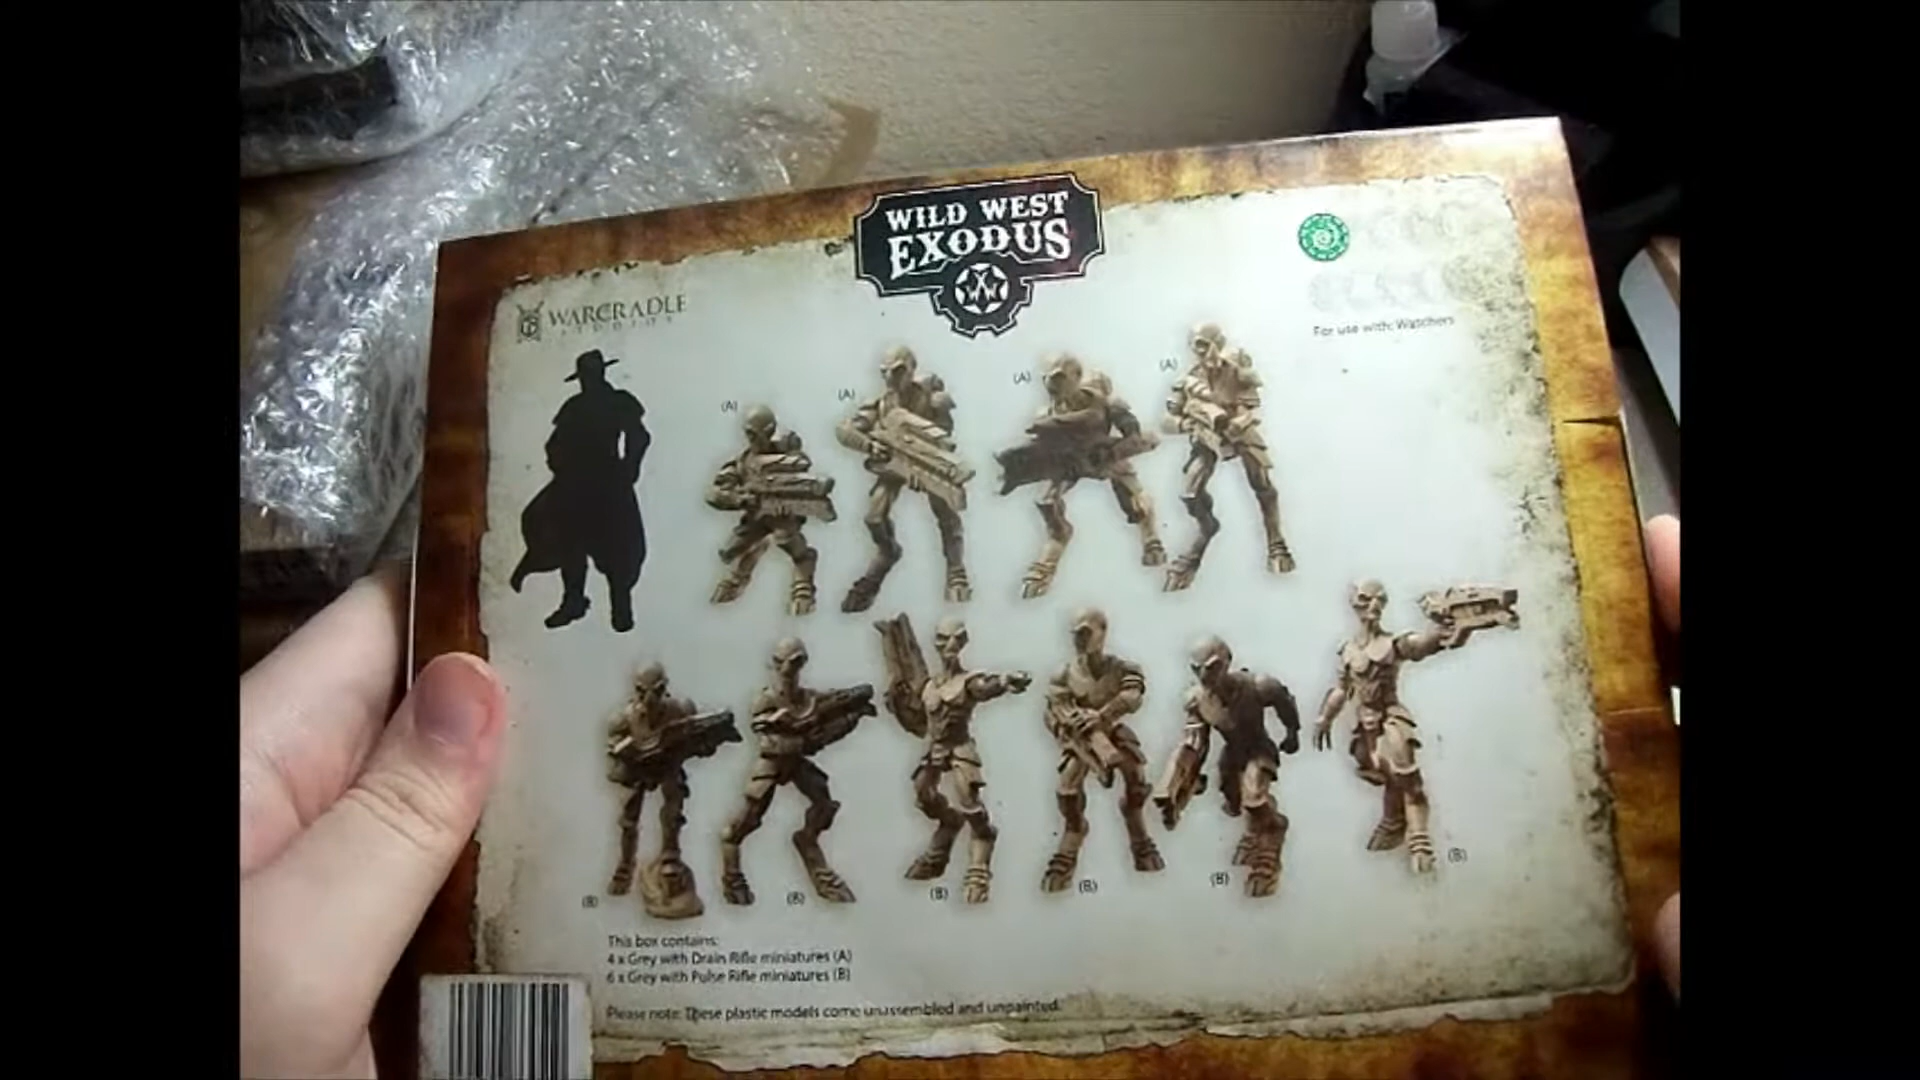 WILD WEST
EXODUS
WARCRADLE
STUDIOS
For use with: Watchers
(A)
(A)
(A)
(A)
(B)
(B)
(B)
(B)
(B)
(B)
This box contains:
4 x Grey with Drain Rifle miniatures (A)
6 x Grey with Pulse Rifle miniatures (B)
Please note: These plastic models come unassembled and unpainted.